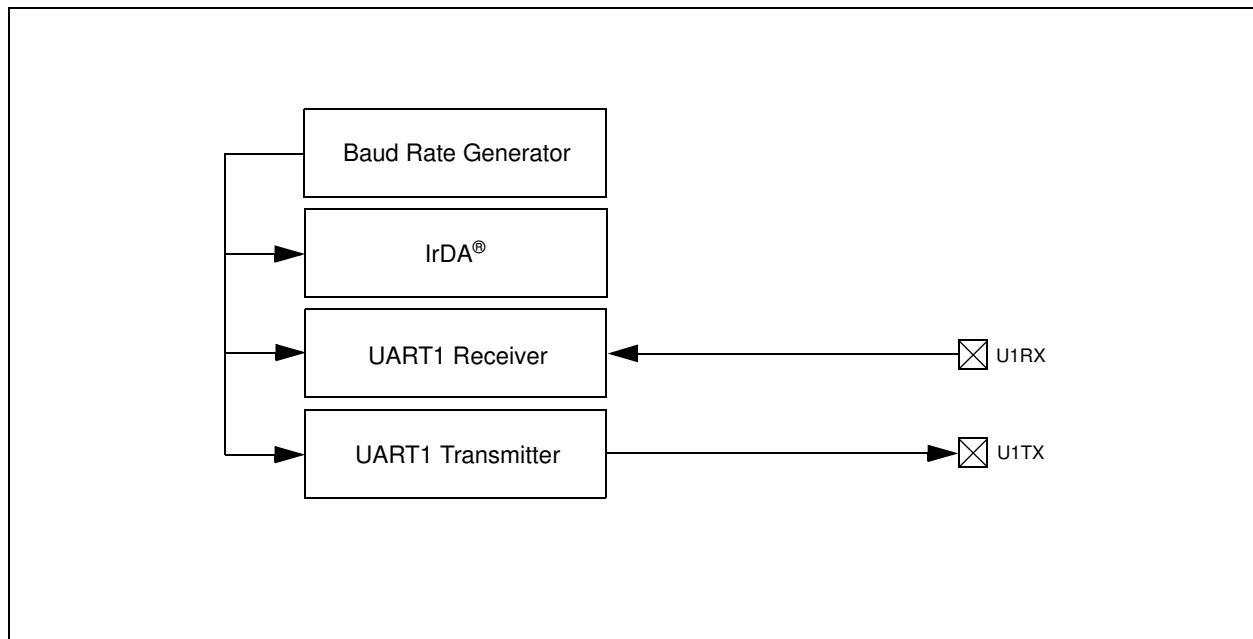 Baud Rate Generator
IrDA®
UART1 Receiver
U1RX
UART1 Transmitter
U1TX